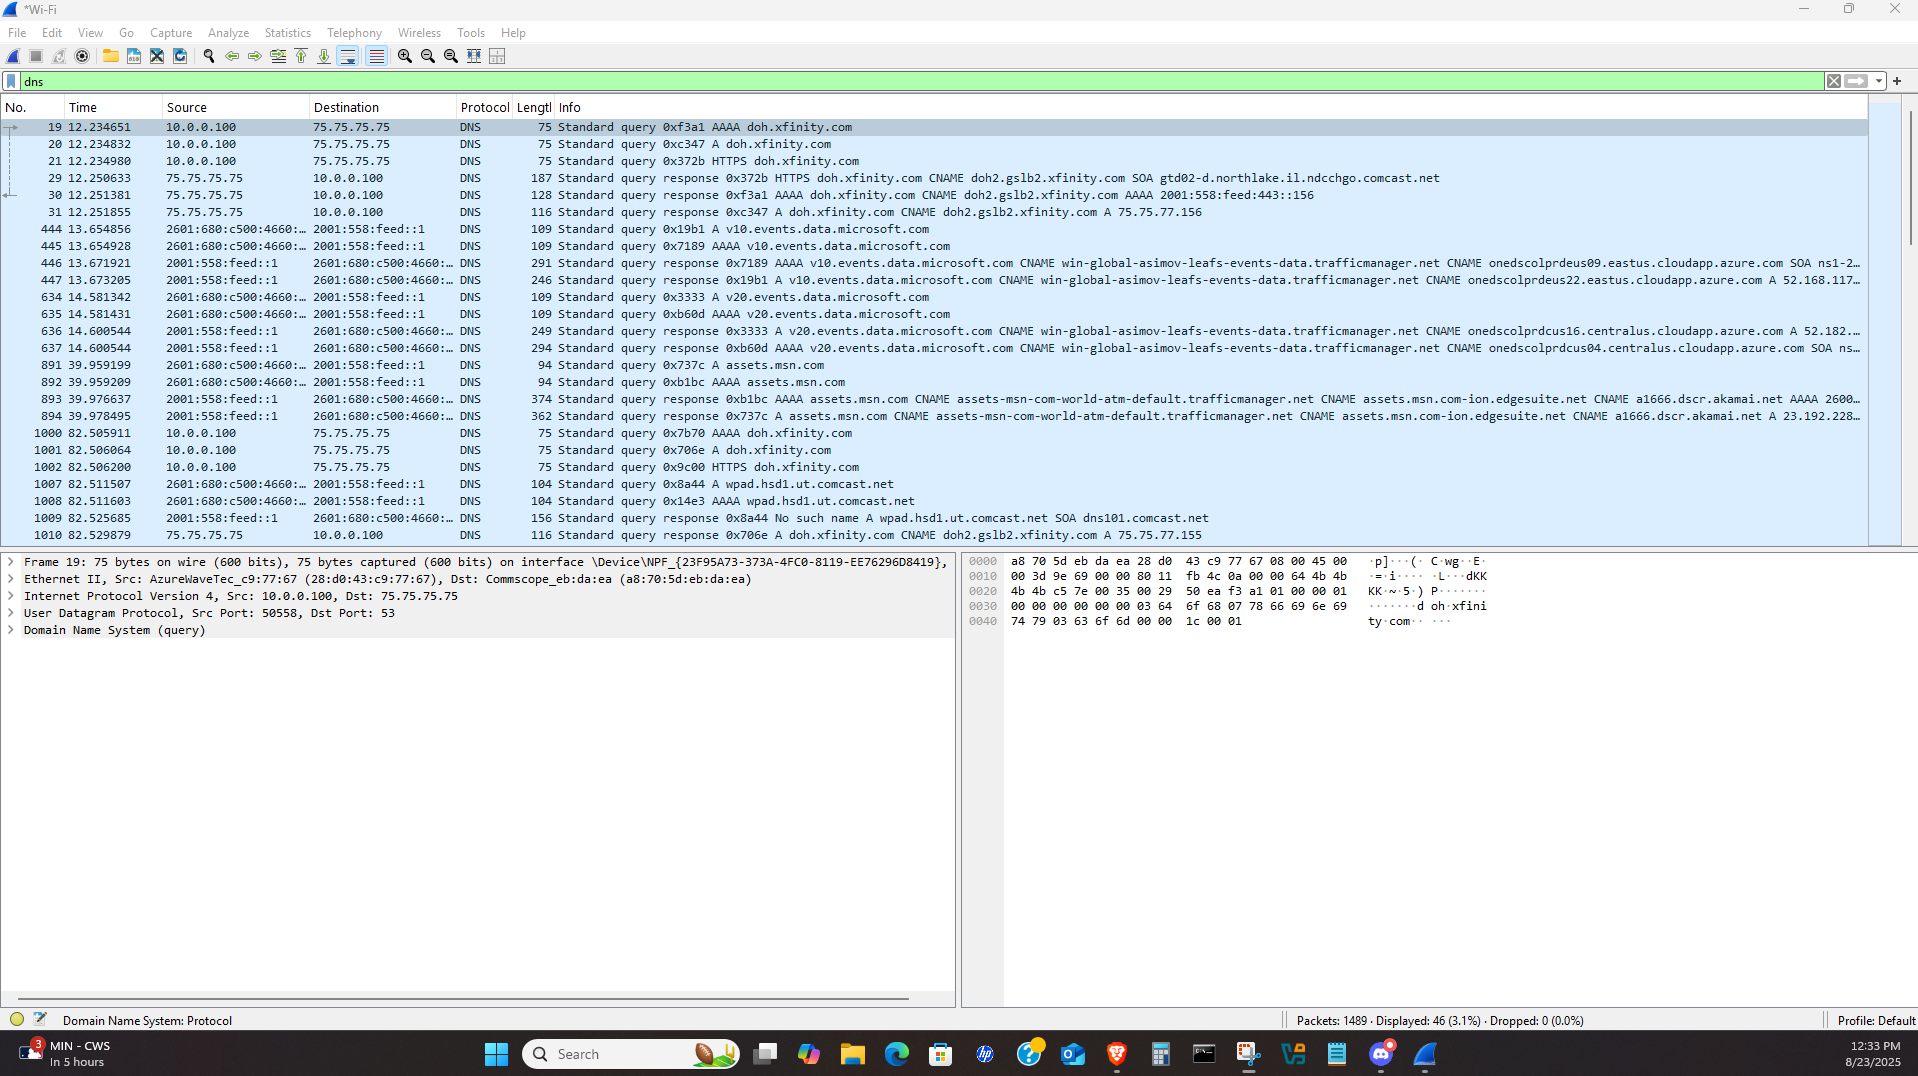 *Wi-Fi
File Edit View Go Capture Analyze Statistics Telephony Wireless Tools Help
dns
No. Time Source Destination Protocol Lengtl Info
19 12.234651 10.0.0.100 75.75.75.75 DNS 75 Standard query 0xf3a1 AAAA doh.xfinity.com
20 12.234832 10.0.0.100 75.75.75.75 DNS 75 Standard query 0xc347 A doh.xfinity.com
21 12.234980 10.0.0.100 75.75.75.75 DNS 75 Standard query 0x372b HTTPS doh.xfinity.com
29 12.250633 75.75.75.75 10.0.0.100 DNS 187 Standard query response 0x372b HTTPS doh.xfinity.com CNAME doh2.gslb2.xfinity.com SOA gtd02-d.northlake.il.ndcchgo.comcast.net
30 12.251381 75.75.75.75 10.0.0.100 DNS 128 Standard query response 0xf3a1 AAAA doh.xfinity.com CNAME doh2.gslb2.xfinity.com AAAA 2001:558:feed:443::156
31 12.251855 75.75.75.75 10.0.0.100 DNS 116 Standard query response 0xc347 A doh.xfinity.com CNAME doh2.gslb2.xfinity.com A 75.75.77.156
444 13.654856 2601:680:c500:4660:… 2001:558:feed::1 DNS 109 Standard query 0x19b1 A v10.events.data.microsoft.com
445 13.654928 2601:680:c500:4660:… 2001:558:feed::1 DNS 109 Standard query 0x7189 AAAA v10.events.data.microsoft.com
446 13.671921 2001:558:feed::1 2601:680:c500:4660:… DNS 291 Standard query response 0x7189 AAAA v10.events.data.microsoft.com CNAME win-global-asimov-leafs-events-data.trafficmanager.net CNAME onedscolprdeus09.eastus.cloudapp.azure.com SOA ns1-2…
447 13.673205 2001:558:feed::1 2601:680:c500:4660:… DNS 246 Standard query response 0x19b1 A v10.events.data.microsoft.com CNAME win-global-asimov-leafs-events-data.trafficmanager.net CNAME onedscolprdeus22.eastus.cloudapp.azure.com A 52.168.117…
634 14.581342 2601:680:c500:4660:… 2001:558:feed::1 DNS 109 Standard query 0x3333 A v20.events.data.microsoft.com
635 14.581431 2601:680:c500:4660:… 2001:558:feed::1 DNS 109 Standard query 0xb60d AAAA v20.events.data.microsoft.com
636 14.600544 2001:558:feed::1 2601:680:c500:4660:… DNS 249 Standard query response 0x3333 A v20.events.data.microsoft.com CNAME win-global-asimov-leafs-events-data.trafficmanager.net CNAME onedscolprdcus16.centralus.cloudapp.azure.com A 52.182.…
637 14.600544 2001:558:feed::1 2601:680:c500:4660:… DNS 294 Standard query response 0xb60d AAAA v20.events.data.microsoft.com CNAME win-global-asimov-leafs-events-data.trafficmanager.net CNAME onedscolprdcus04.centralus.cloudapp.azure.com SOA ns…
891 39.959199 2601:680:c500:4660:… 2001:558:feed::1 DNS 94 Standard query 0x737c A assets.msn.com
892 39.959209 2601:680:c500:4660:… 2001:558:feed::1 DNS 94 Standard query 0xb1bc AAAA assets.msn.com
893 39.976637 2001:558:feed::1 2601:680:c500:4660:… DNS 374 Standard query response 0xb1bc AAAA assets.msn.com CNAME assets-msn-com-world-atm-default.trafficmanager.net CNAME assets.msn.com-ion.edgesuite.net CNAME a1666.dscr.akamai.net AAAA 2600…
894 39.978495 2001:558:feed::1 2601:680:c500:4660:… DNS 362 Standard query response 0x737c A assets.msn.com CNAME assets-msn-com-world-atm-default.trafficmanager.net CNAME assets.msn.com-ion.edgesuite.net CNAME a1666.dscr.akamai.net A 23.192.228…
1000 82.505911 10.0.0.100 75.75.75.75 DNS 75 Standard query 0x7b70 AAAA doh.xfinity.com
1001 82.506064 10.0.0.100 75.75.75.75 DNS 75 Standard query 0x706e A doh.xfinity.com
1002 82.506200 10.0.0.100 75.75.75.75 DNS 75 Standard query 0x9c00 HTTPS doh.xfinity.com
1007 82.511507 2601:680:c500:4660:… 2001:558:feed::1 DNS 104 Standard query 0x8a44 A wpad.hsd1.ut.comcast.net
1008 82.511603 2601:680:c500:4660:… 2001:558:feed::1 DNS 104 Standard query 0x14e3 AAAA wpad.hsd1.ut.comcast.net
1009 82.525685 2001:558:feed::1 2601:680:c500:4660:… DNS 156 Standard query response 0x8a44 No such name A wpad.hsd1.ut.comcast.net SOA dns101.comcast.net
1010 82.529879 75.75.75.75 10.0.0.100 DNS 116 Standard query response 0x706e A doh.xfinity.com CNAME doh2.gslb2.xfinity.com A 75.75.77.155
Frame 19: 75 bytes on wire (600 bits), 75 bytes captured (600 bits) on interface \Device\NPF_{23F95A73-373A-4FC0-8119-EE76296D8419},
Ethernet II, Src: AzureWaveTec_c9:77:67 (28:d0:43:c9:77:67), Dst: Commscope_eb:da:ea (a8:70:5d:eb:da:ea)
Internet Protocol Version 4, Src: 10.0.0.100, Dst: 75.75.75.75
User Datagram Protocol, Src Port: 50558, Dst Port: 53
Domain Name System (query)
0000 a8 70 5d eb da ea 28 d0 43 c9 77 67 08 00 45 00 ·p]···(· C·wg··E·
0010 00 3d 9e 69 00 00 80 11 fb 4c 0a 00 00 64 4b 4b ·=·i···· ·L···dKK
0020 4b 4b c5 7e 00 35 00 29 50 ea f3 a1 01 00 00 01 KK·~·5·) P·······
0030 00 00 00 00 00 00 03 64 6f 68 07 78 66 69 6e 69 ·······d oh·xfini
0040 74 79 03 63 6f 6d 00 00 1c 00 01 ty·com·· ···
Domain Name System: Protocol
Packets: 1489 · Displayed: 46 (3.1%) · Dropped: 0 (0.0%)
Profile: Default
3
MIN - CWS
In 5 hours
Search
hp
12:33 PM
8/23/2025